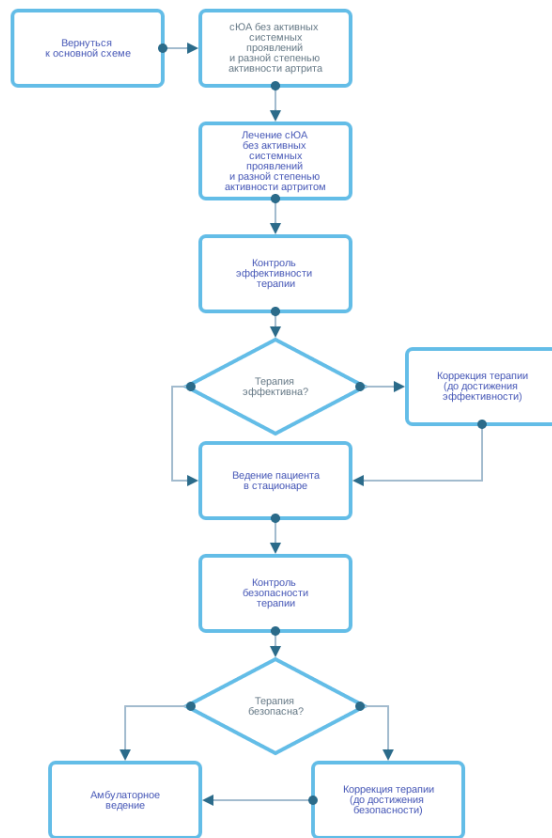 Вернуться
к основной схеме
сЮА без активных
системных
проявлений
и разной степенью
активности артрита
Лечение сЮА
без активных
системных
проявлений
и разной степенью
активности артритом
Контроль
эффективности
терапии
Терапия
эффективна?
Коррекция терапии
(до достижения
эффективности)
Ведение пациента
в стационаре
Контроль
безопасности
терапии
Терапия
безопасна?
Амбулаторное
ведение
Коррекция терапии
(до достижения
безопасности)